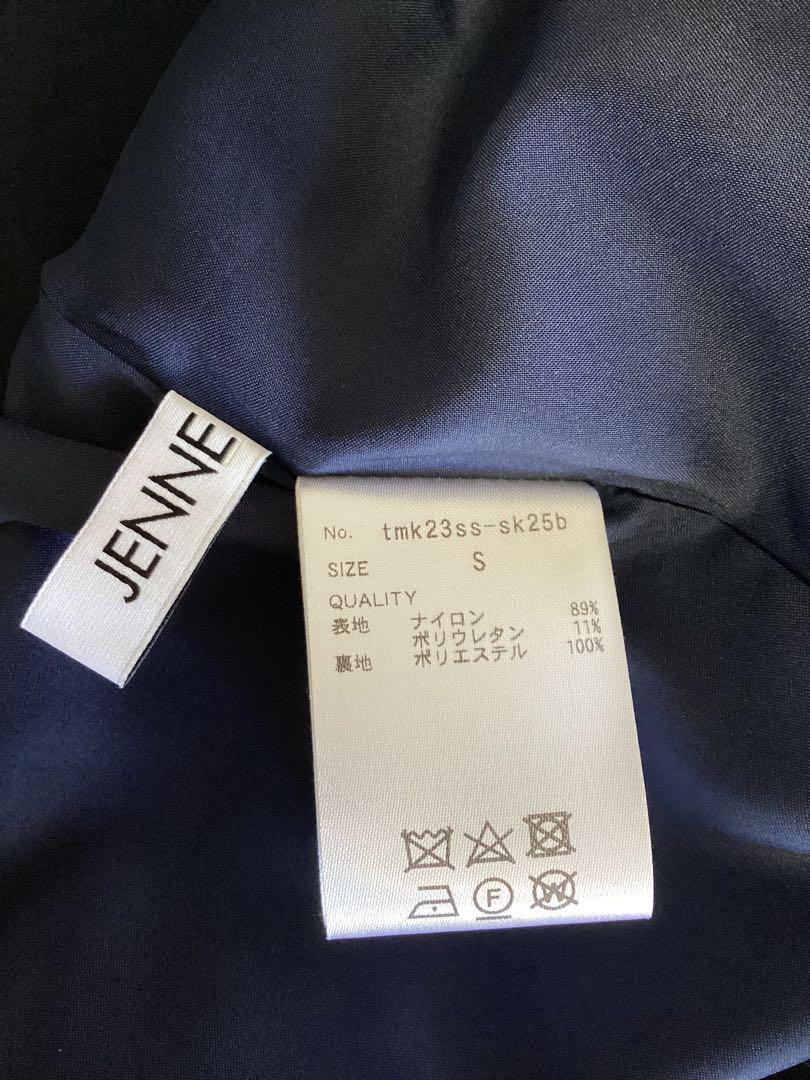 JENNE
No. tmk23ss-sk25b
SIZE S
QUALITY
表地 ナイロン 89%
ポリウレタン 11%
裏地 ポリエステル 100%
F
W